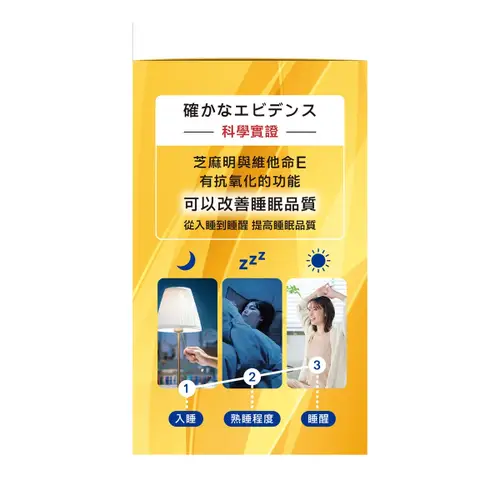 確かなエビデンス
科學實證
芝麻明與維他命E
有抗氧化的功能
可以改善睡眠品質
從入睡到睡醒 提高睡眠品質
zzz
1
2
3
入睡
熟睡程度
睡醒